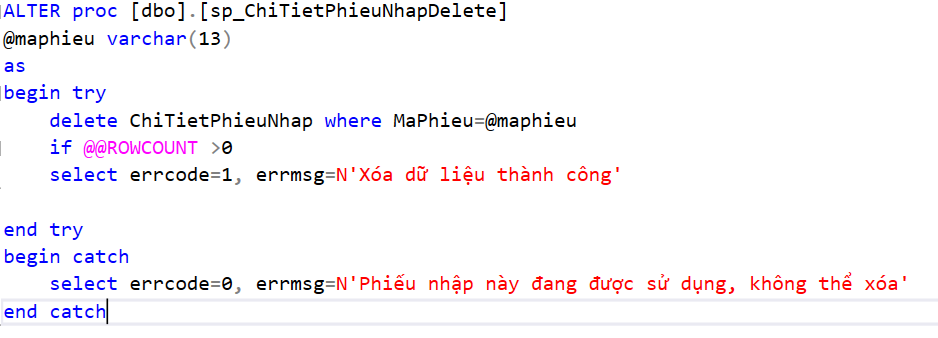 ALTER proc [dbo].[sp_ChiTietPhieuNhapDelete]
@maphieu varchar(13)
as
begin try
    delete ChiTietPhieuNhap where MaPhieu=@maphieu
    if @@ROWCOUNT >0
    select errcode=1, errmsg=N'Xóa dữ liệu thành công'

end try
begin catch
    select errcode=0, errmsg=N'Phiếu nhập này đang được sử dụng, không thể xóa'
end catch